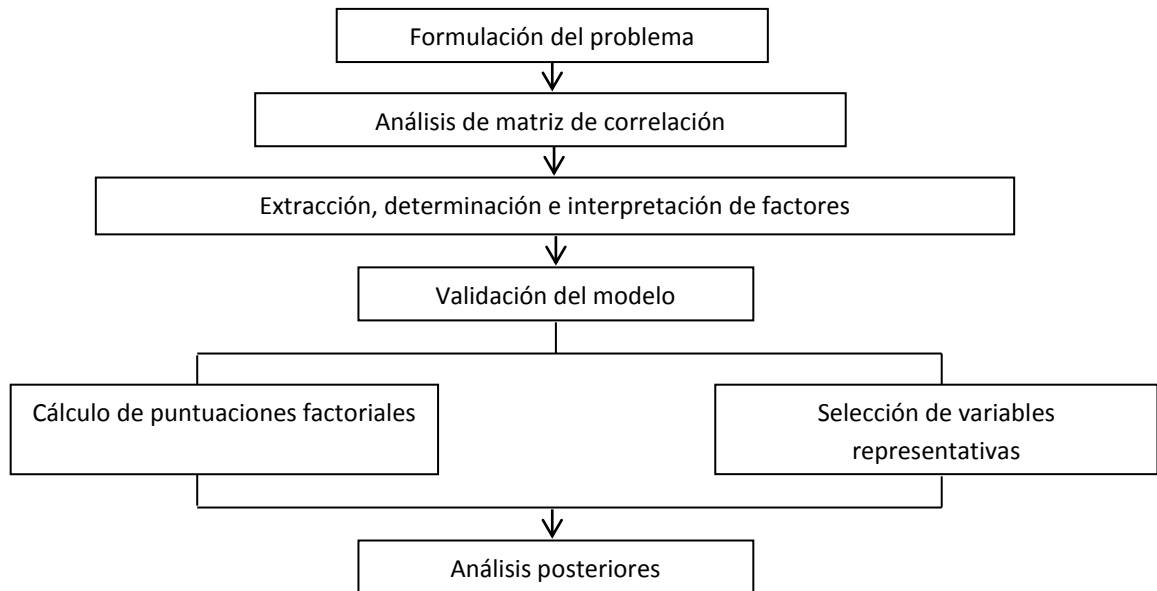 Formulación del problema
Análisis de matriz de correlación
Extracción, determinación e interpretación de factores
Validación del modelo
Cálculo de puntuaciones factoriales
Selección de variables
representativas
Análisis posteriores